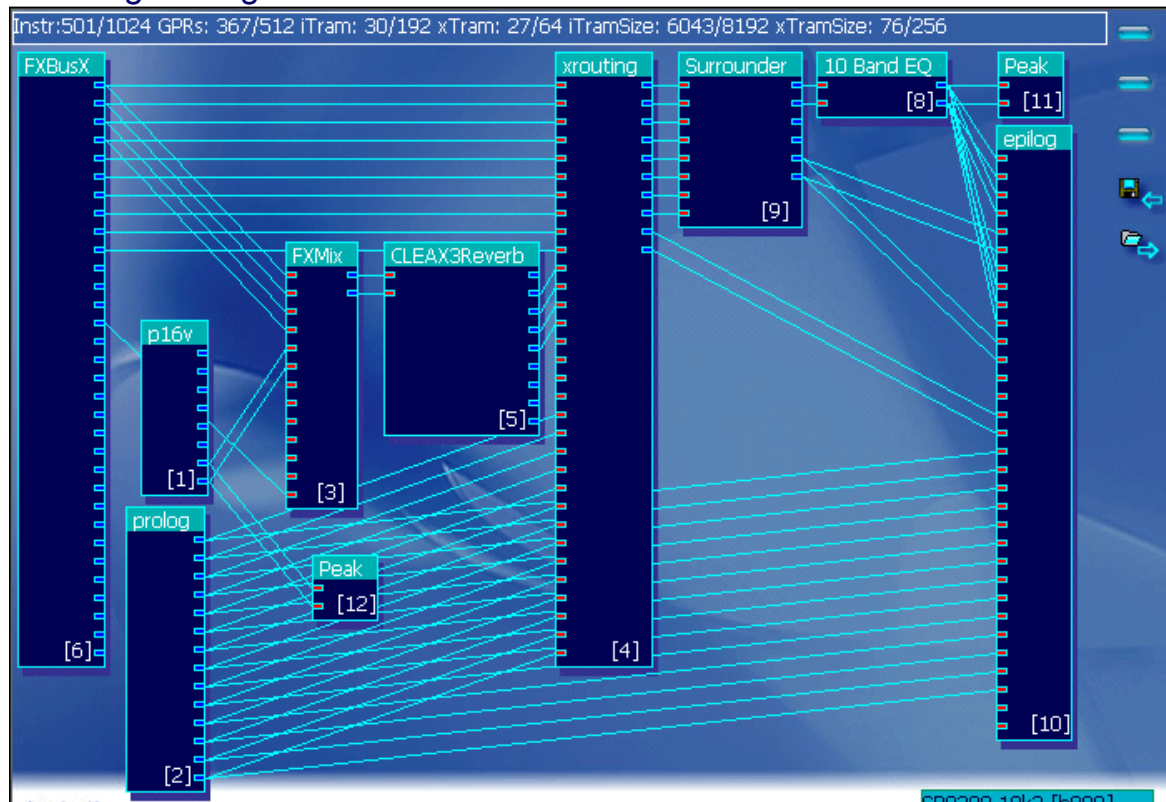 Instr:501/1024 GPRs: 367/512 iTram: 30/192 xTram: 27/64 iTramSize: 6043/8192 xTramSize: 76/256
FXBusX
xrouting
Surrounder
10 Band EQ
Peak
[8]
[11]
epilog
[9]
FXMix
CLEAX3Reverb
p16v
[5]
[1]
[3]
prolog
Peak
[12]
[6]
[4]
[10]
[2]